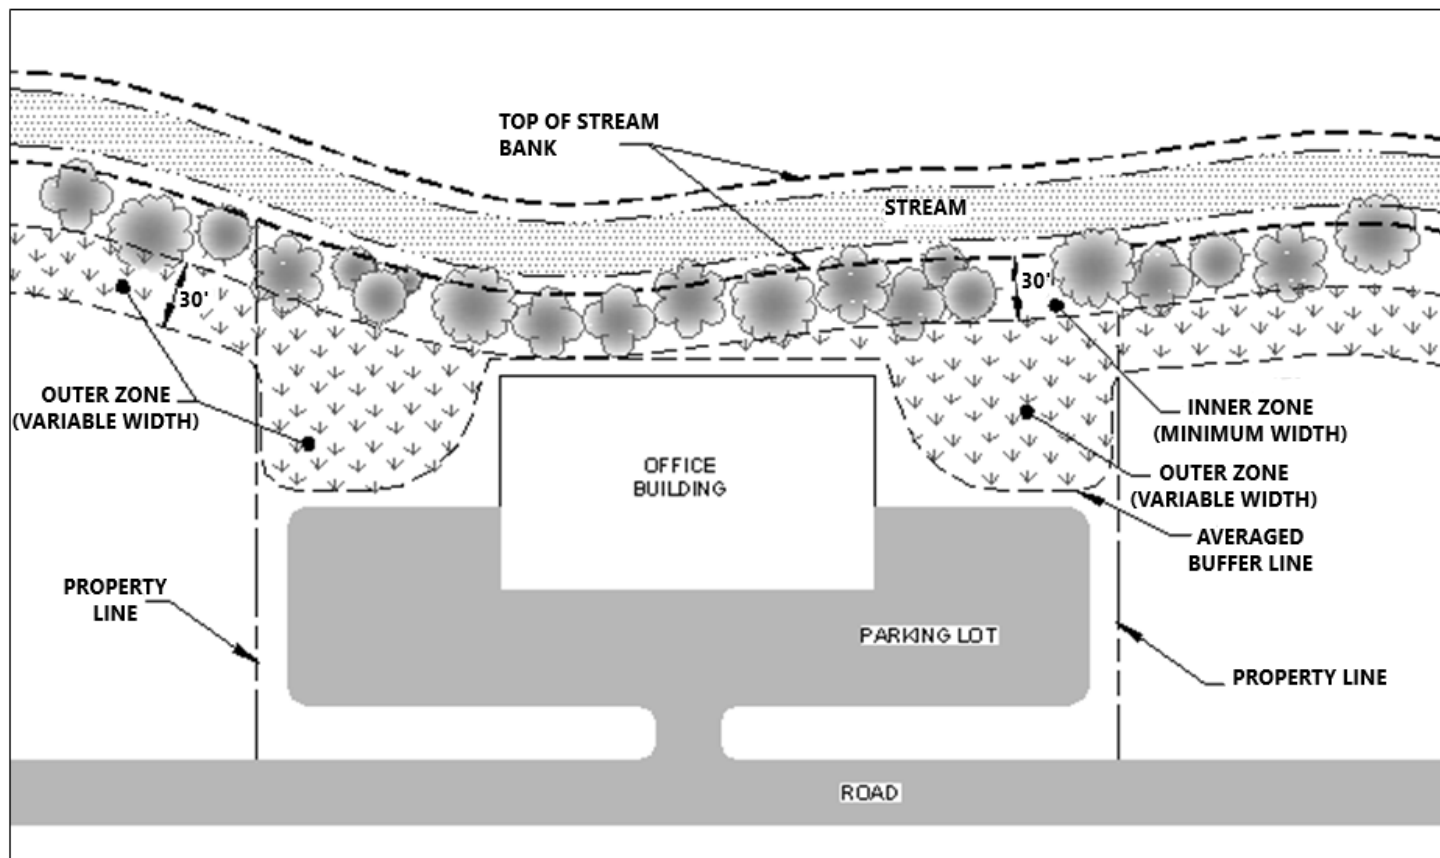 TOP OF STREAM
BANK
STREAM
30'
30'
OUTER ZONE
(VARIABLE WIDTH)
INNER ZONE
(MINIMUM WIDTH)
OFFICE
BUILDING
OUTER ZONE
(VARIABLE WIDTH)
AVERAGED
BUFFER LINE
PROPERTY
LINE
PARKING LOT
PROPERTY LINE
ROAD